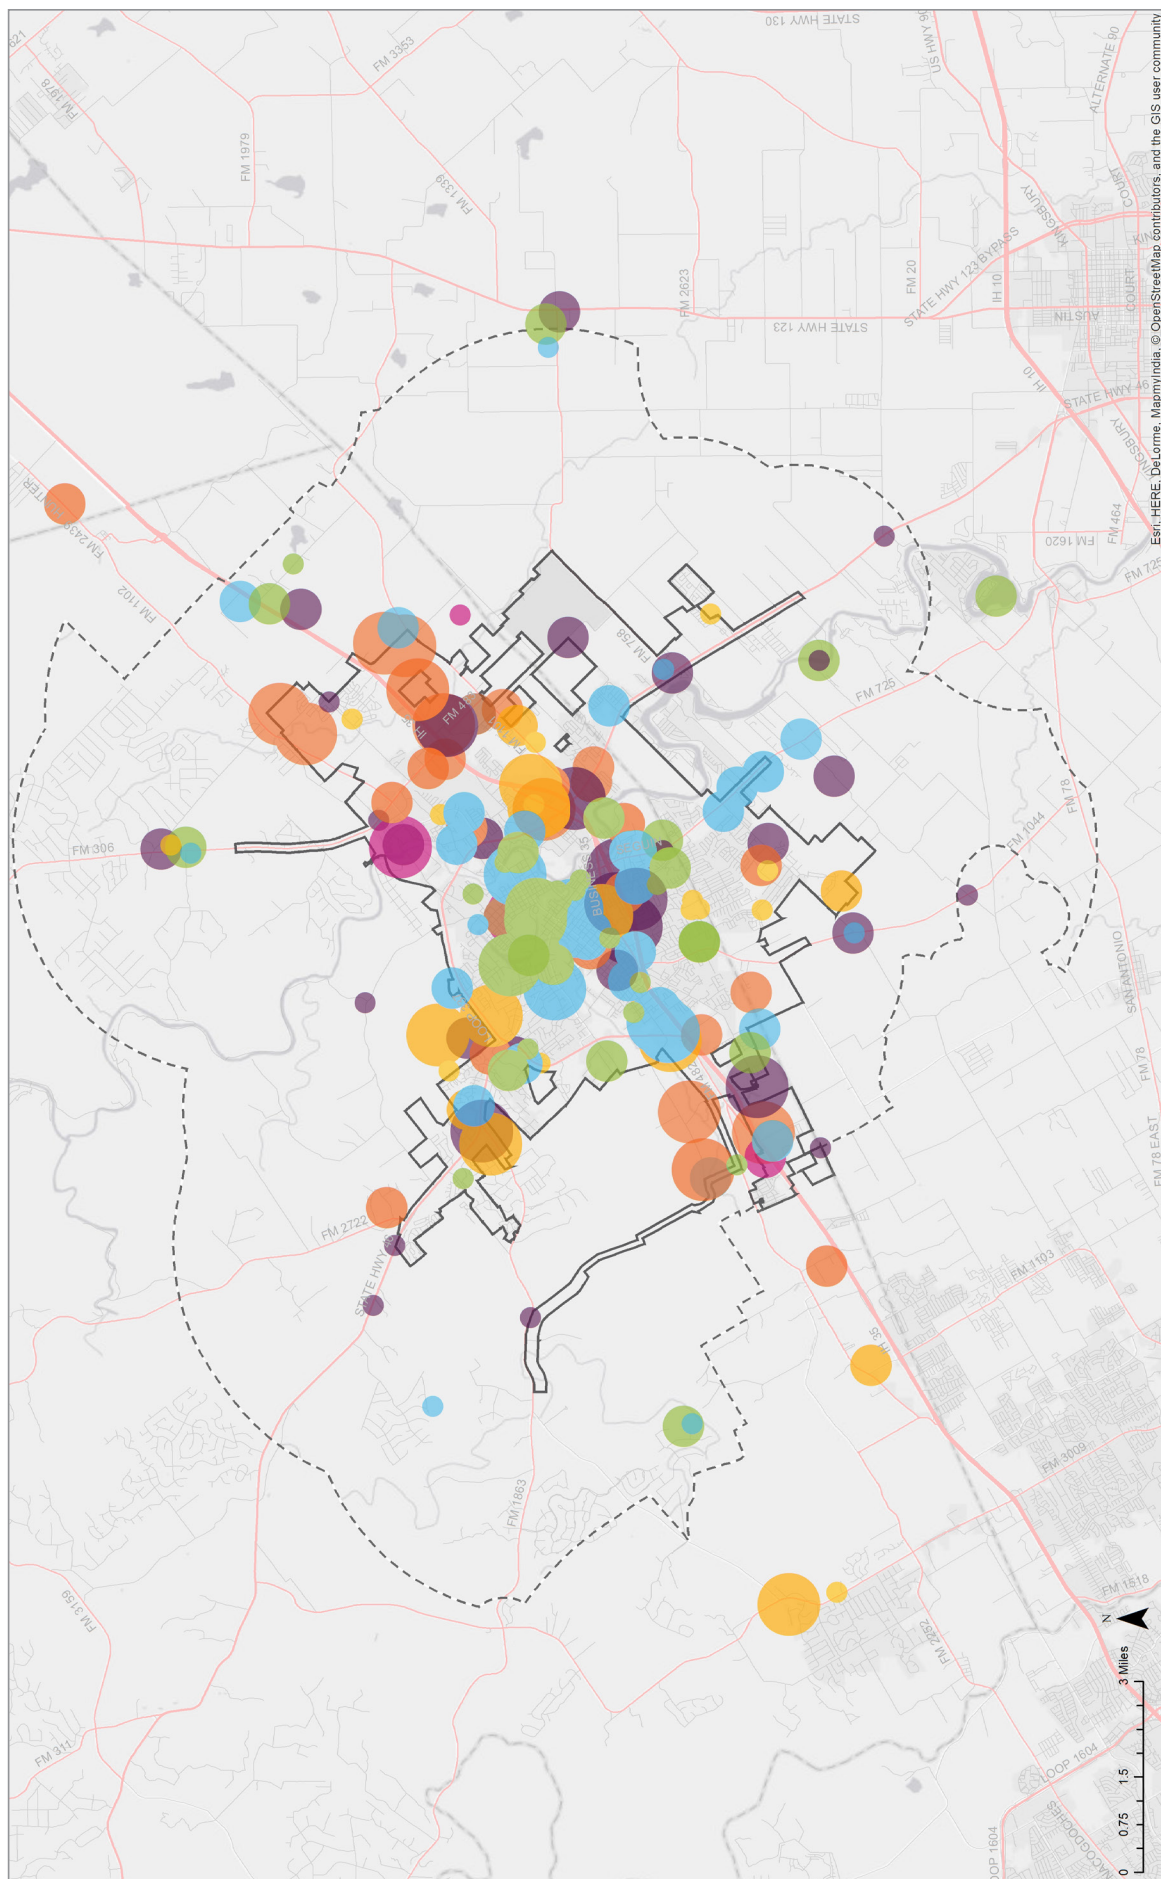 621
FM 1978
FM 3353
STATE HWY 130
US HWY 90
ALTERNATE 90
FM 1979
FM 1339
KINGSBURY
COURT
FM 2623
FM 20
STATE HWY 123 BYPASS
IH 10
STATE HWY 123
AUSTIN
COURT
IH 10
STATE HWY 46
FM 2439
HUNTER
FM 1102
FM 464
FM 1620
FM 725
FM 758
FM 725
FM 306
FM 78
FM 1044
SAN ANTONIO
FM 78
FM 78 EAST
FM 2722
STATE HWY
FM 1103
IH 35
FM 3009
FM 1863
FM 1518
FM 3159
FM 2252
FM 311
LOOP 1604
NACOGDOCHES
N
0
0.75
1.5
3 Miles
Esri, HERE, DeLorme, MapmyIndia, © OpenStreetMap contributors, and the GIS user community